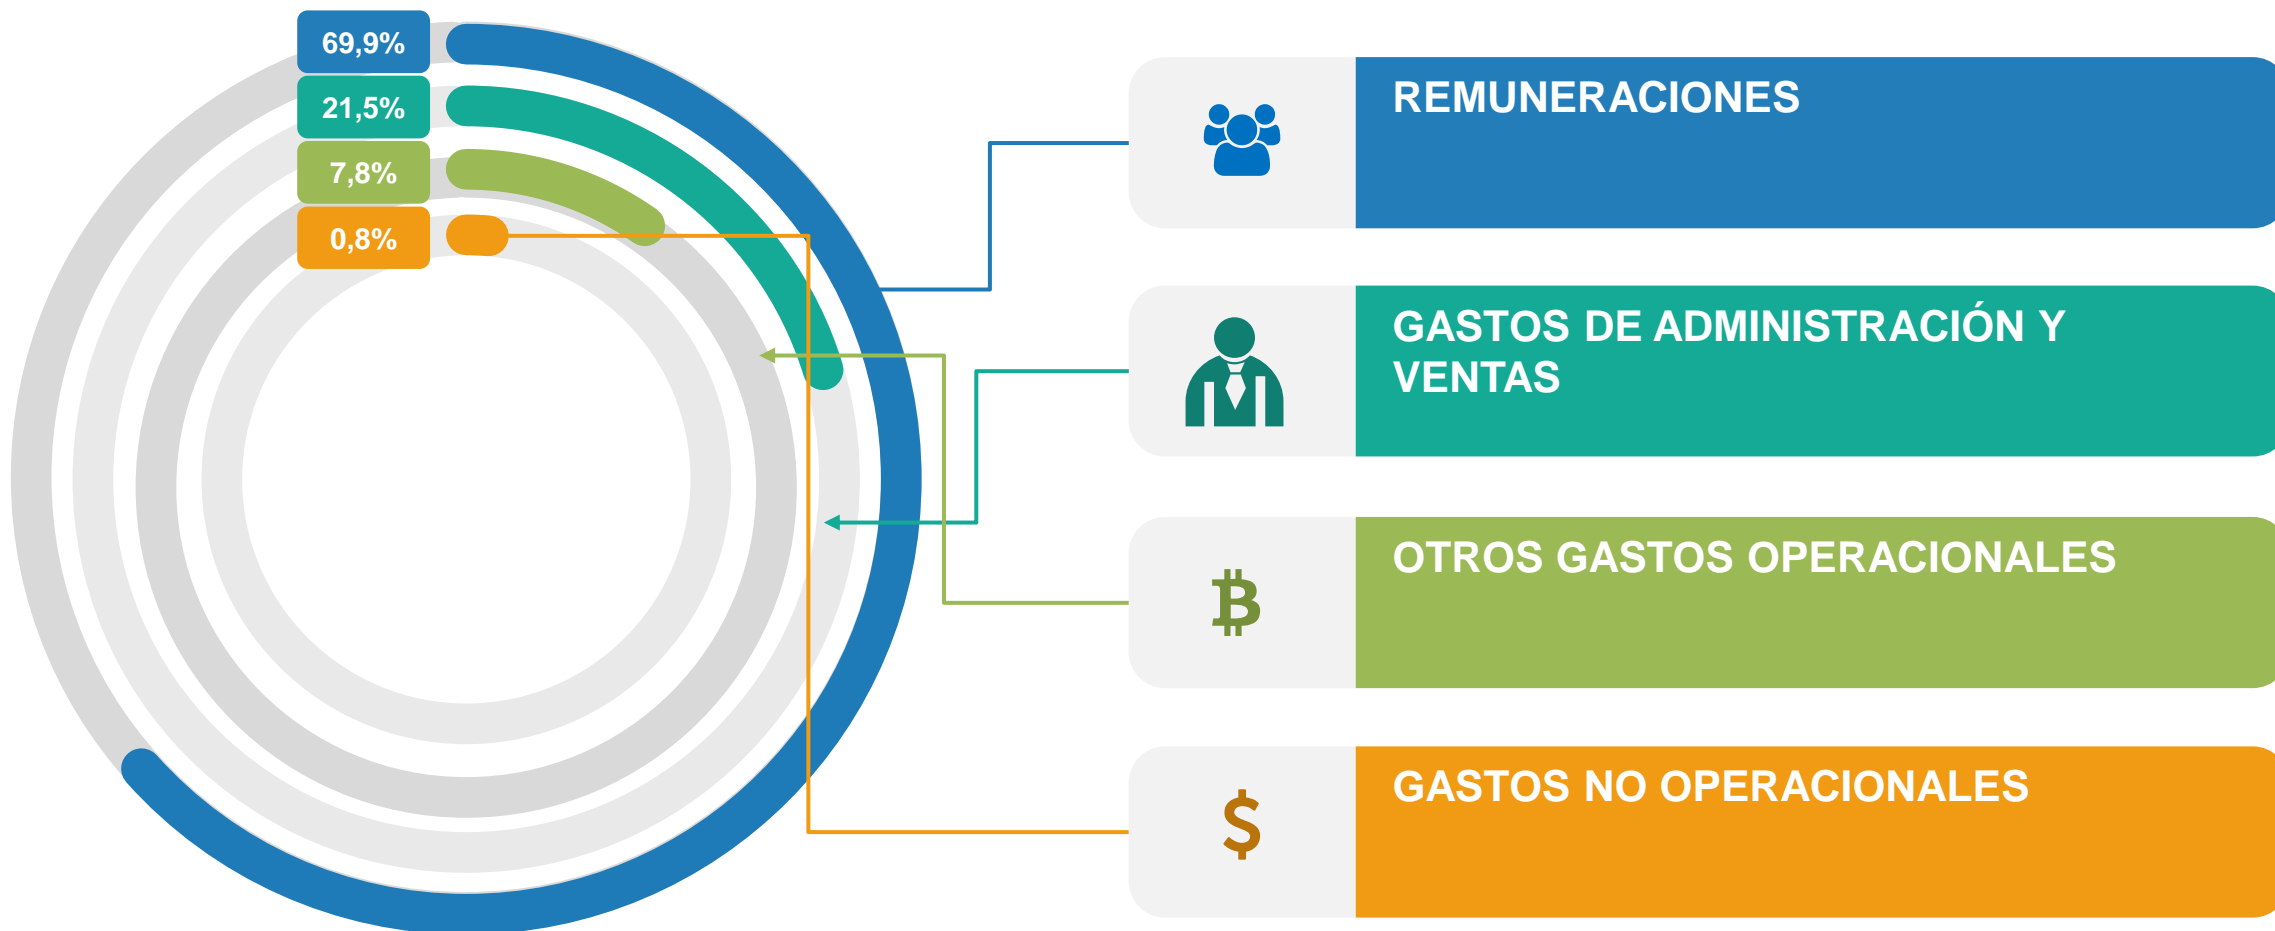 69,9%
21,5%
7,8%
0,8%
REMUNERACIONES
GASTOS DE ADMINISTRACIÓN Y
VENTAS
OTROS GASTOS OPERACIONALES
GASTOS NO OPERACIONALES